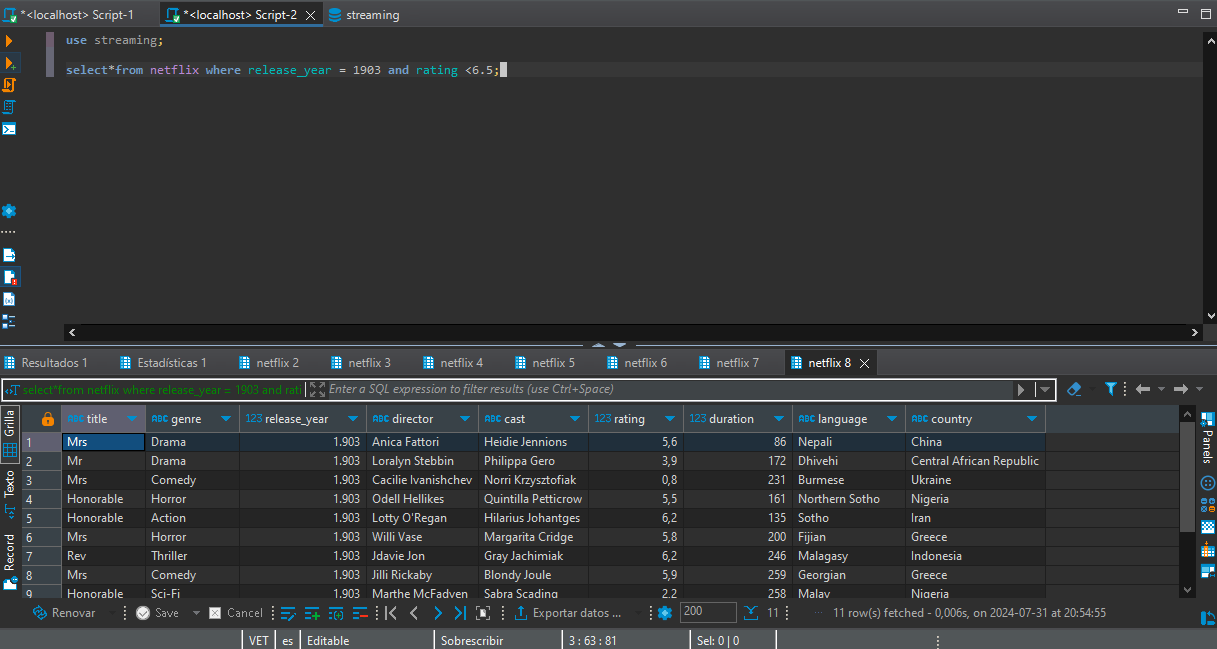 *<localhost> Script-1
*<localhost> Script-2
streaming
use streaming;
select*from netflix where release_year = 1903 and rating <6.5;
Resultados 1
Estadísticas 1
netflix 2
netflix 3
netflix 4
netflix 5
netflix 6
netflix 7
netflix 8
select*from netflix where release_year = 1903 and rati
Enter a SQL expression to filter results (use Ctrl+Space)
Grilla
Texto
Record
Panels
ABC title ABC genre 123 release_year ABC director ABC cast 123 rating 123 duration ABC language ABC country
1 Mrs Drama 1.903 Anica Fattori Heidie Jennions 5,6 86 Nepali China
2 Mr Drama 1.903 Loralyn Stebbin Philippa Gero 3,9 172 Dhivehi Central African Republic
3 Mrs Comedy 1.903 Cacilie Ivanishchev Norri Krzysztofiak 0,8 231 Burmese Ukraine
4 Honorable Horror 1.903 Odell Hellikes Quintilla Petticrow 5,5 161 Northern Sotho Nigeria
5 Honorable Action 1.903 Lotty O'Regan Hilarius Johantges 6,2 135 Sotho Iran
6 Mrs Horror 1.903 Willi Vase Margarita Cridge 5,8 200 Fijian Greece
7 Rev Thriller 1.903 Jdavie Jon Gray Jachimiak 6,2 246 Malagasy Indonesia
8 Mrs Comedy 1.903 Jilli Rickaby Blondy Joule 5,9 259 Georgian Greece
9 Honorable Sci-Fi 1.903 Marthe McFadyen Sabra Scading 2,2 258 Malay Nigeria
Renovar Save Cancel Exportar datos ... 200 11 11 row(s) fetched - 0,006s, on 2024-07-31 at 20:54:55
VET es Editable Sobrescribir 3 : 63 : 81 Sel: 0 | 0